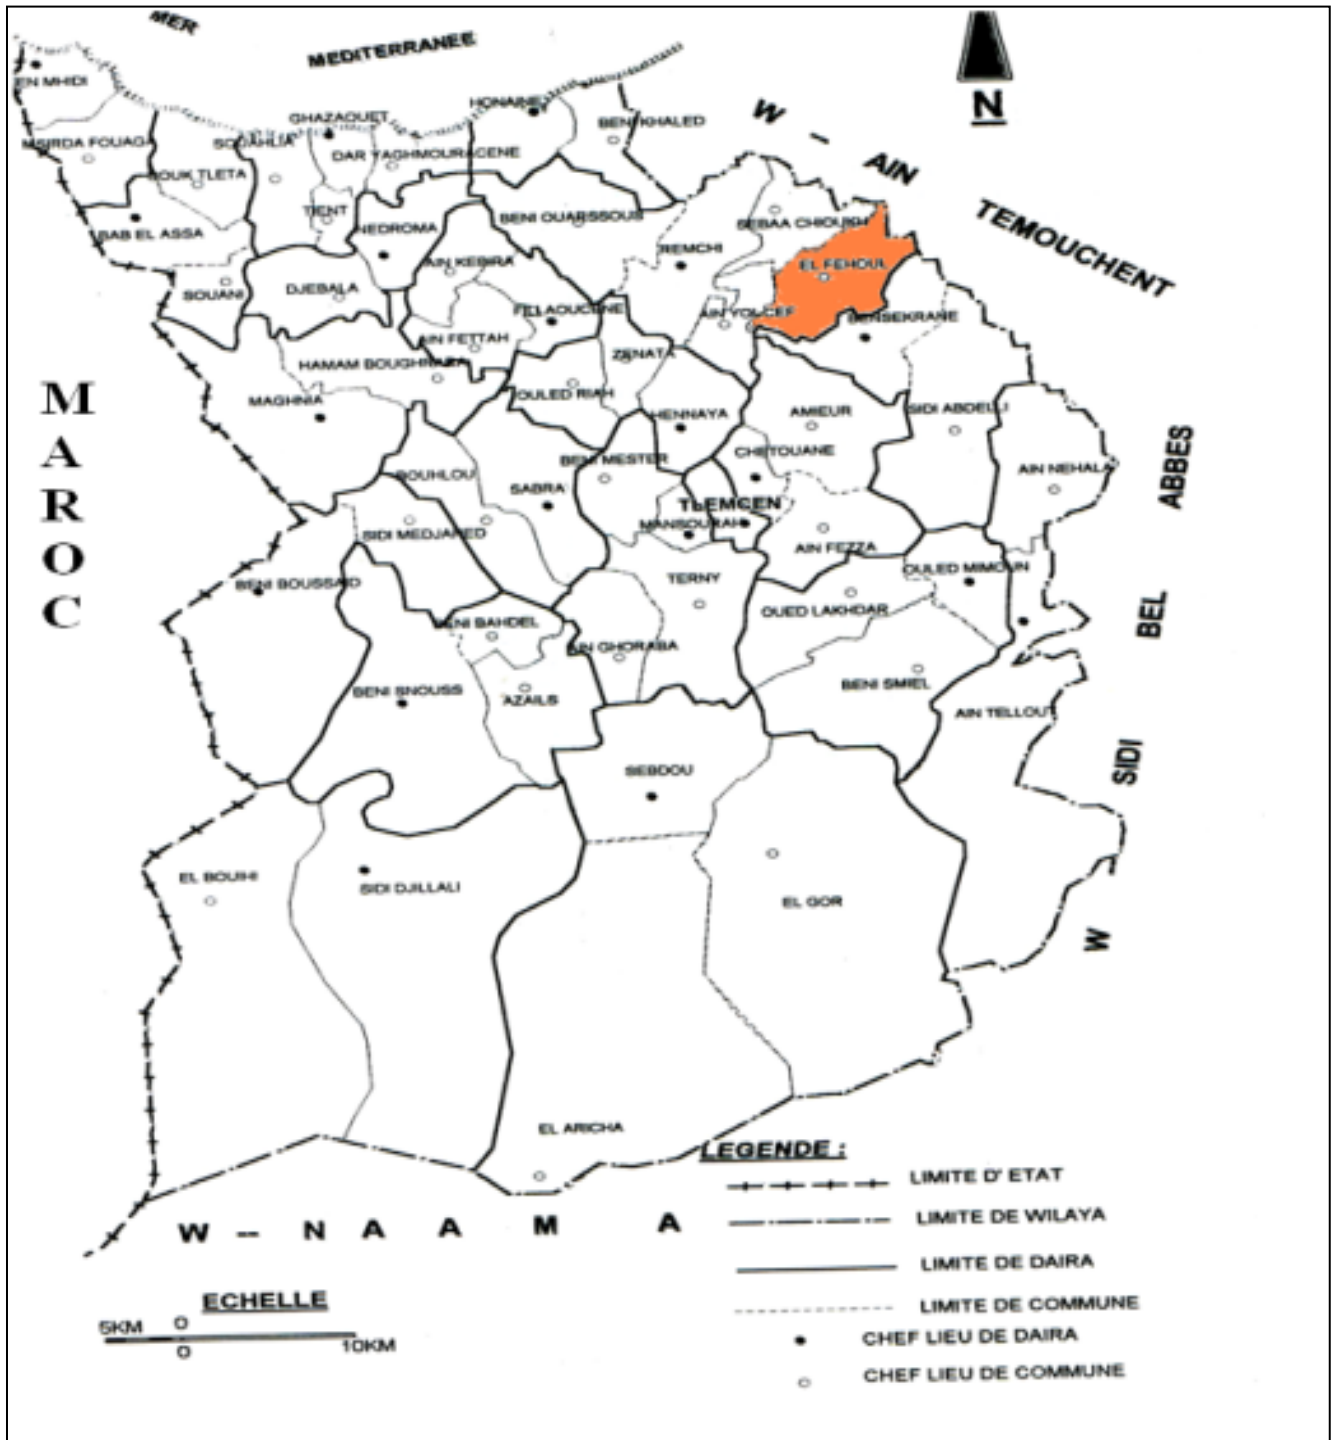 MER
MEDITERRANEE
N
W - AIN TEMOUCHENT
EN MHIDI
HONAINE
GHAZAOUET
BENI KHALED
MSIRDA FOUAGA
SOUAHLIA
DAR YAGHMOURACENE
SOUK TLETA
TIENT
BENI OUARSSOUS
SEBAA CHIOUKH
BAB EL ASSA
NEDROMA
REMCHI
AIN KEBIRA
EL FEHOUL
SOUANI
DJEBALA
FELAOUCENE
AIN YOUCEF
BENSEKRANE
AIN FETTAH
ZENATA
HAMAM BOUGHRARA
OULED RIAH
MAROC
MAGHNIA
HENNAYA
AMIEUR
SIDI ABDELLI
CHETOUANE
BENI MESTER
AIN NEHALA
BOUHLOU
SABRA
TLEMCEN
MANSOURAH
SIDI MEDJAHED
AIN FEZZA
OULED MIMOUN
BENI BOUSSAID
TERNY
OUED LAKHDAR
BENI BAHDEL
AIN GHORABA
BENI SNOUSS
AZAILS
BENI SMIEL
AIN TELLOUT
SEBDOU
W SIDI BEL ABBES
EL BOUIHI
SIDI DJILLALI
EL GOR
EL ARICHA
W -- NAAMA
LEGENDE :
LIMITE D' ETAT
LIMITE DE WILAYA
LIMITE DE DAIRA
LIMITE DE COMMUNE
CHEF LIEU DE DAIRA
CHEF LIEU DE COMMUNE
ECHELLE
5KM 0
0 10KM